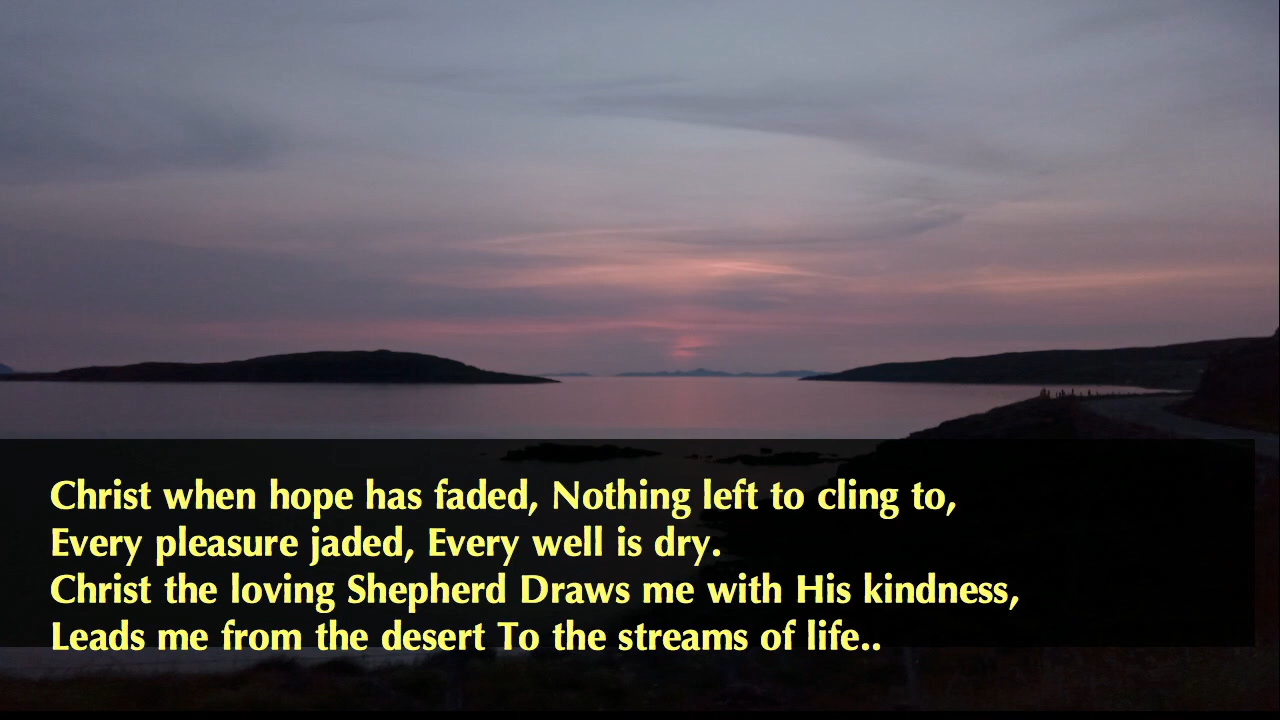 Christ when hope has faded, Nothing left to cling to,
Every pleasure jaded, Every well is dry.
Christ the loving Shepherd Draws me with His kindness,
Leads me from the desert To the streams of life..